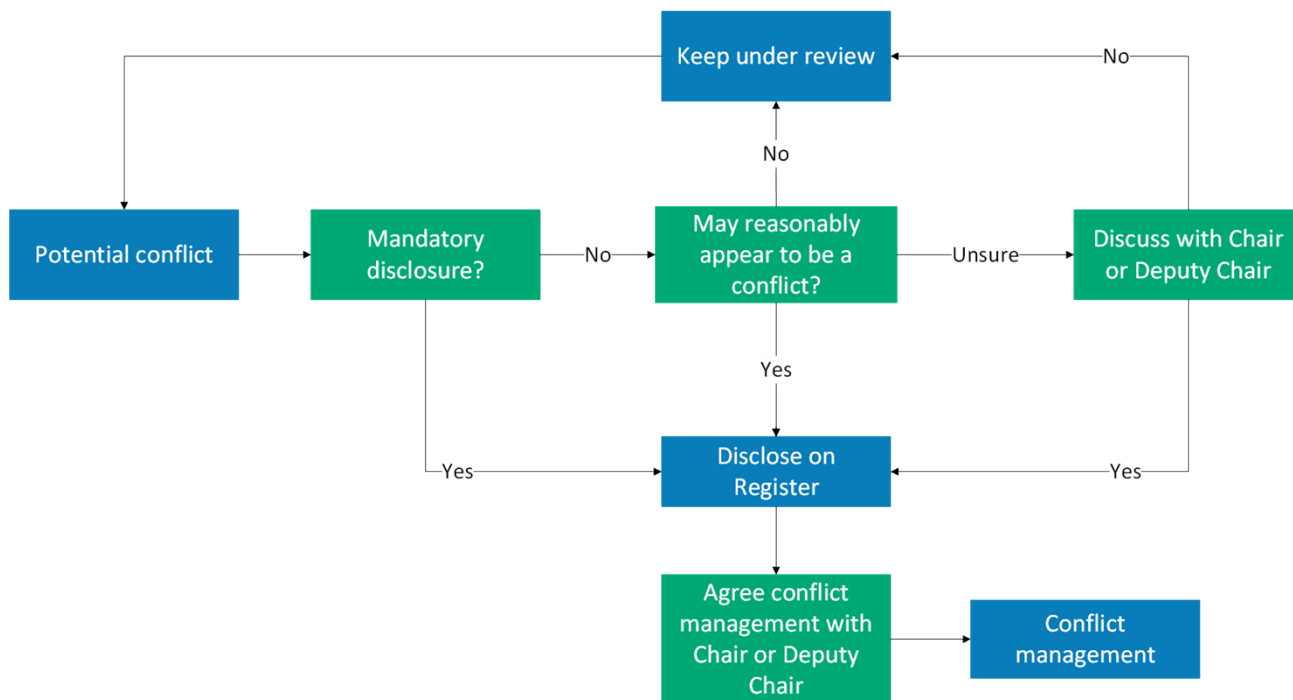 Keep under review
No
No
Potential conflict
Mandatory
disclosure?
No
May reasonably
appear to be a
conflict?
Unsure
Discuss with Chair
or Deputy Chair
Yes
Yes
Disclose on
Register
Yes
Agree conflict
management with
Chair or Deputy
Chair
Conflict
management